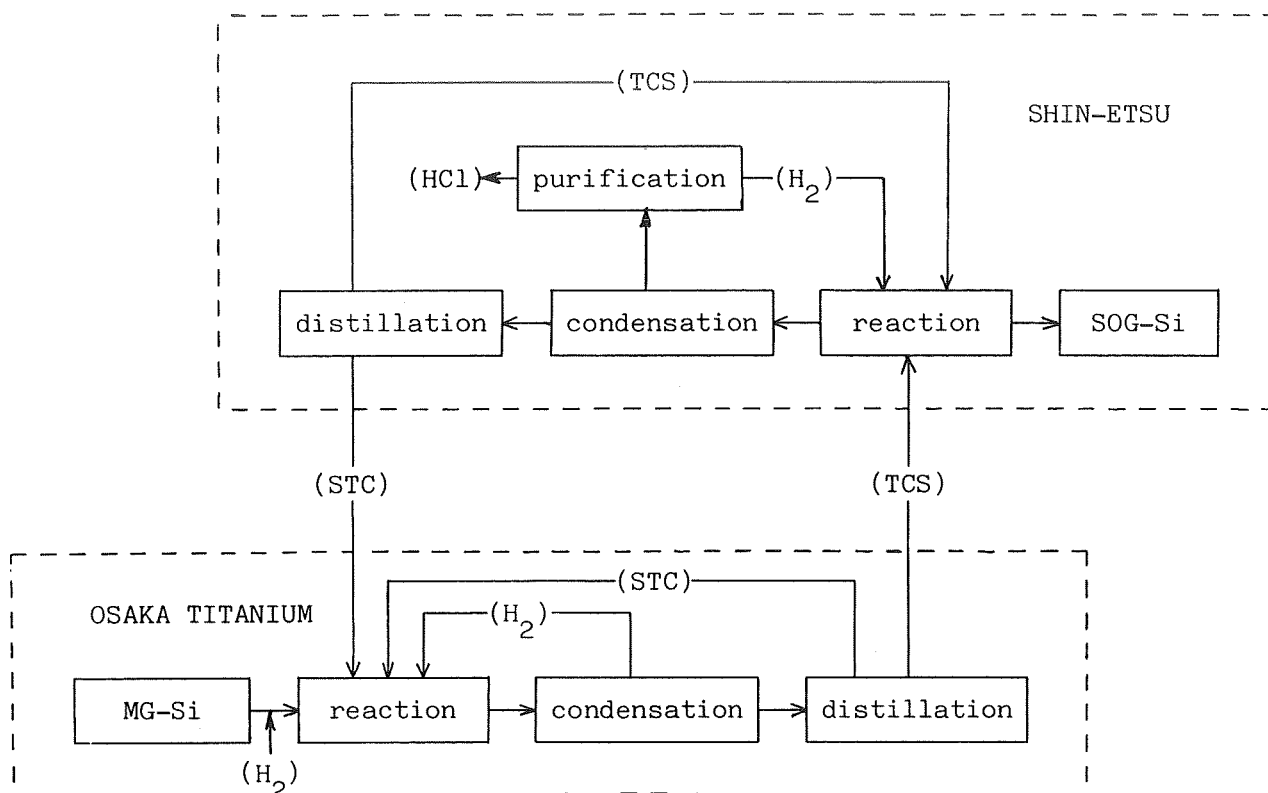 (TCS)
SHIN-ETSU
(HCl) purification (H₂)
distillation condensation reaction SOG-Si
(STC) (TCS)
(STC)
OSAKA TITANIUM (H₂)
MG-Si reaction condensation distillation
(H₂)